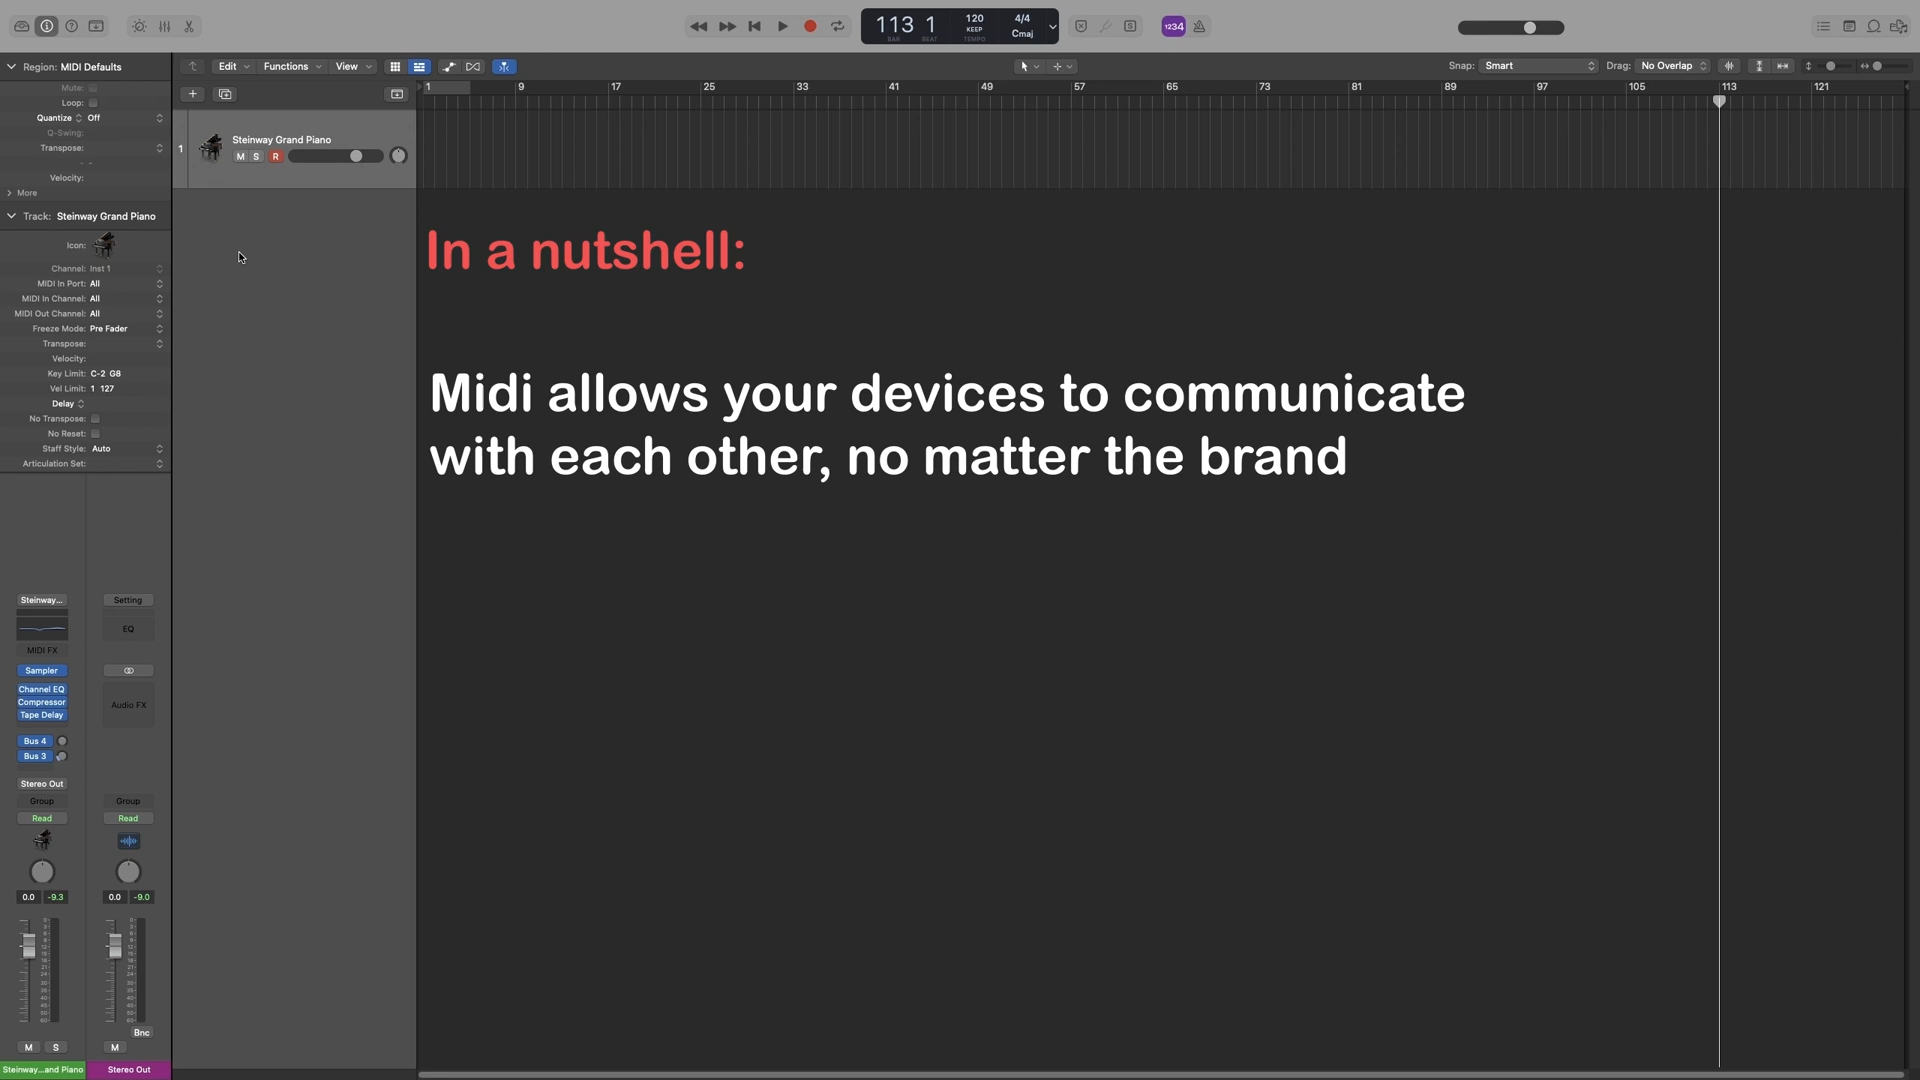 113 1
BAR BEAT
120
KEEP
TEMPO
4/4
Cmaj
1234
Region: MIDI Defaults
Mute:
Loop:
Quantize Off
Q-Swing:
Transpose:
Velocity:
More
Track: Steinway Grand Piano
Icon:
Channel: Inst 1
MIDI In Port: All
MIDI In Channel: All
MIDI Out Channel: All
Freeze Mode: Pre Fader
Transpose:
Velocity:
Key Limit: C-2 G8
Vel Limit: 1 127
Delay
No Transpose:
No Reset:
Staff Style: Auto
Articulation Set:
Edit Functions View
Snap: Smart Drag: No Overlap
1 9 17 25 33 41 49 57 65 73 81 89 97 105 113 121
1
Steinway Grand Piano
M S R
In a nutshell:
Midi allows your devices to communicate
with each other, no matter the brand
Steinway... Setting
EQ
MIDI FX
Sampler
Channel EQ
Compressor
Tape Delay
Audio FX
Bus 4
Bus 3
Stereo Out
Group Group
Read Read
0.0 -9.3 0.0 -9.0
Bnc
M S M
Steinway...and Piano Stereo Out